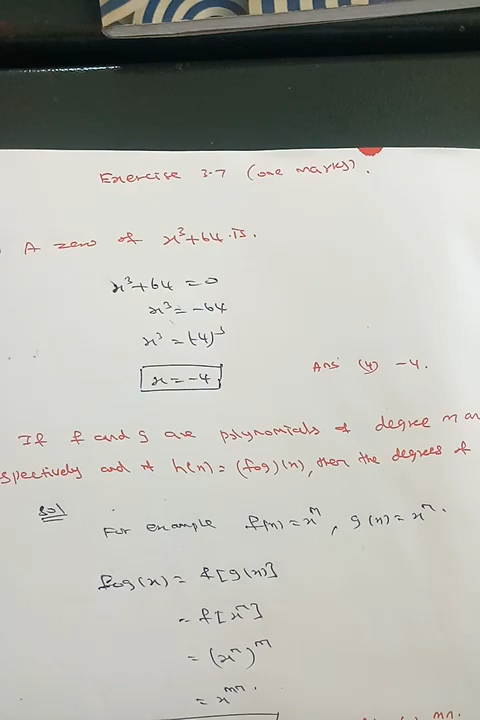 Exercise 3.7 (one marks).
A zero of x³+64 is.
x³+64 = 0
x³ = -64
x³ = (-4)³
x = -4
Ans (4) -4.
If f and g are polynomials of degree m an
spectively and if h(x) = (fog)(x), then the degrees of
Sol
For example f(x) = xᵐ, g(x) = xⁿ.
fog(x) = f[g(x)]
= f[xⁿ]
= (xⁿ)ᵐ
= xᵐⁿ.
mn.